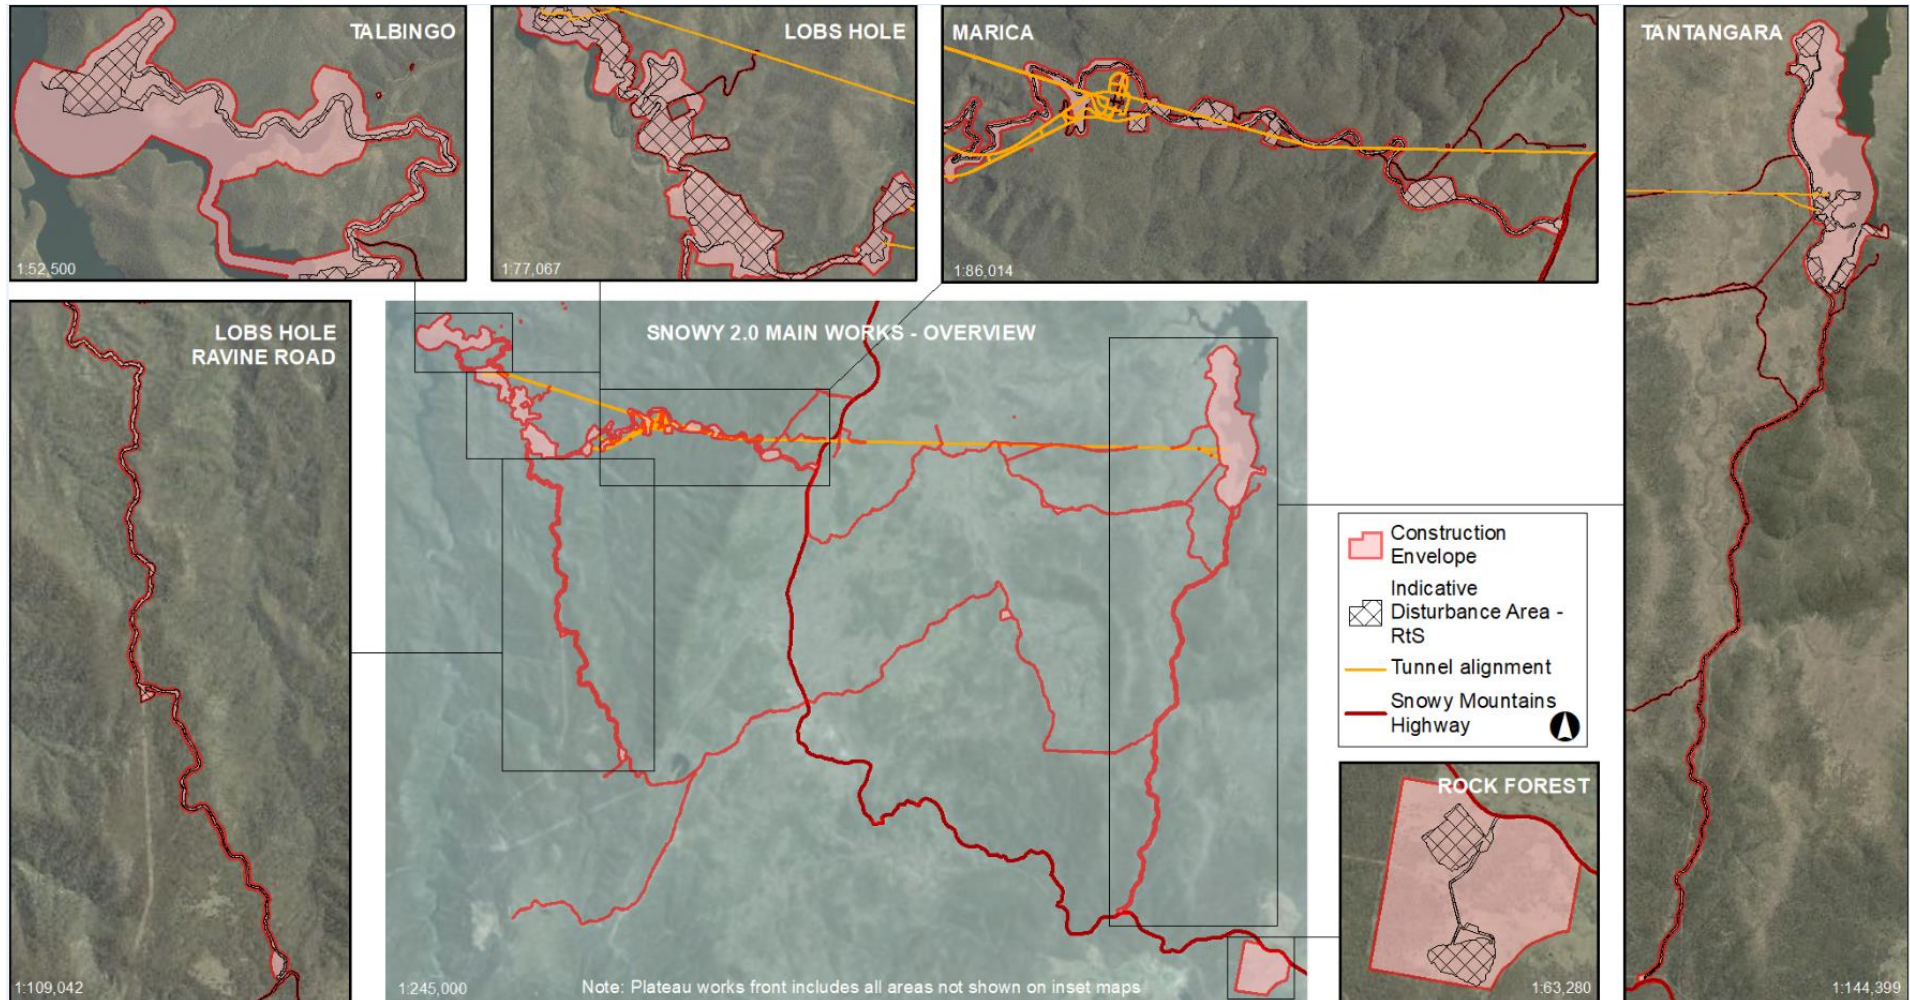 TALBINGO
1:52,500
LOBS HOLE
1:77,067
MARICA
1:86,014
TANTANGARA
1:144,399
LOBS HOLE
RAVINE ROAD
1:109,042
SNOWY 2.0 MAIN WORKS - OVERVIEW
1:245,000
Note: Plateau works front includes all areas not shown on inset maps
Construction
Envelope
Indicative
Disturbance Area -
RtS
Tunnel alignment
Snowy Mountains
Highway
ROCK FOREST
1:63,280